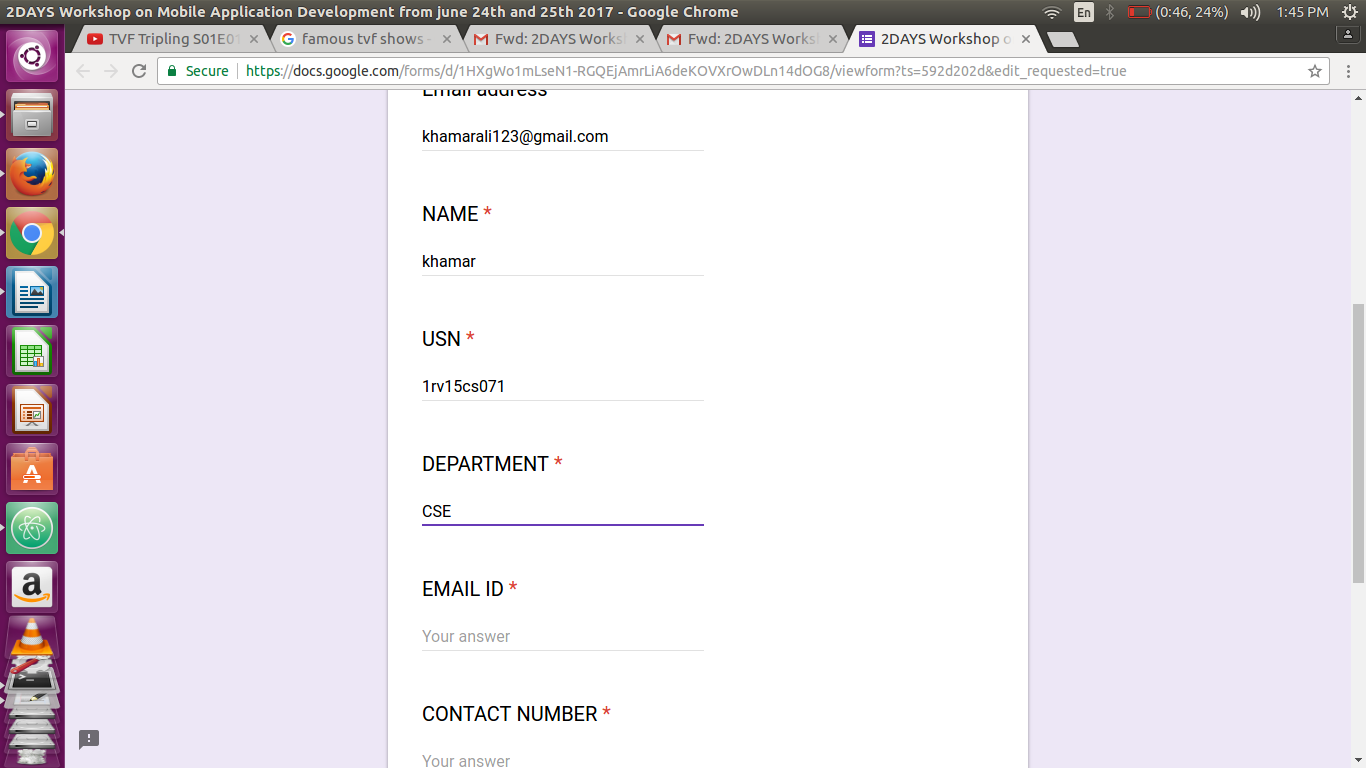 2DAYS Workshop on Mobile Application Development from june 24th and 25th 2017 - Google Chrome
En
(0:46, 24%)
1:45 PM
TVF Tripling S01E01
famous tvf shows -
Fwd: 2DAYS Works
Fwd: 2DAYS Works
2DAYS Workshop o
Secure
https://docs.google.com/forms/d/1HXgWo1mLseN1-RGQEjAmrLiA6deKOVXrOwDLn14dOG8/viewform?ts=592d202d&edit_requested=true
Email address
khamarali123@gmail.com
NAME *
khamar
USN *
1rv15cs071
DEPARTMENT *
CSE
EMAIL ID *
Your answer
CONTACT NUMBER *
Your answer